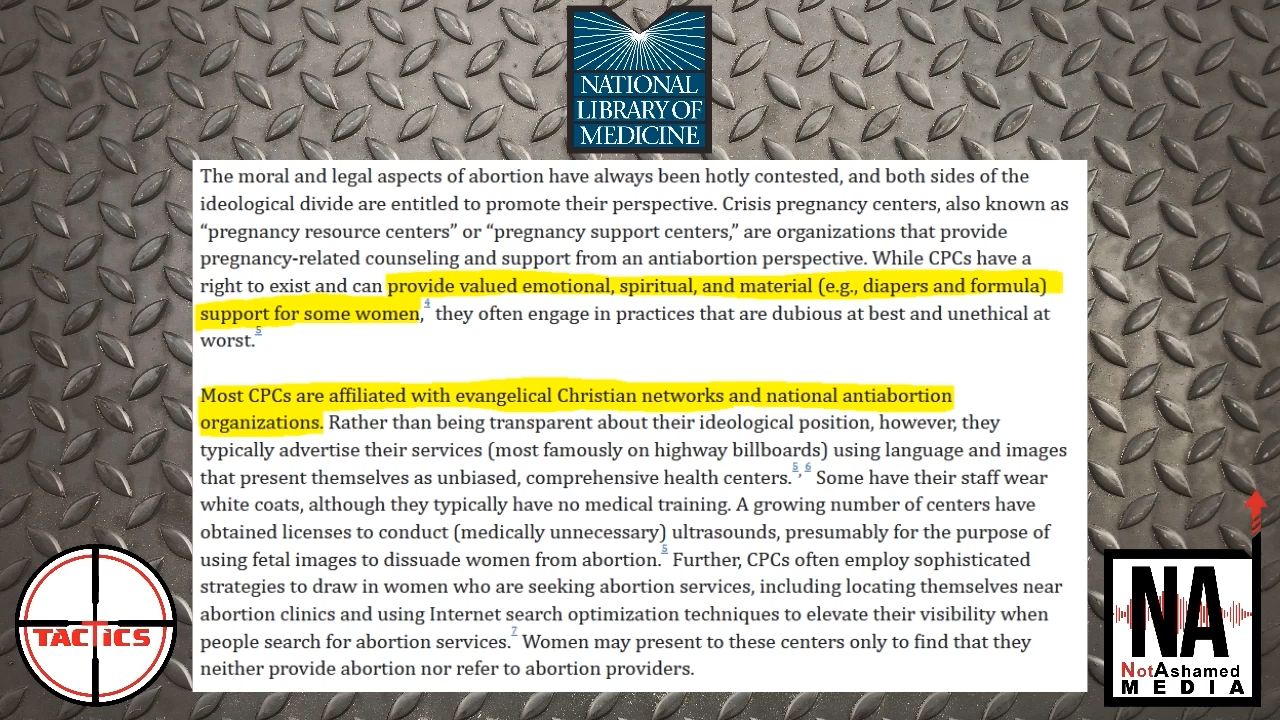 NATIONAL
LIBRARY OF
MEDICINE
The moral and legal aspects of abortion have always been hotly contested, and both sides of the
ideological divide are entitled to promote their perspective. Crisis pregnancy centers, also known as
“pregnancy resource centers” or “pregnancy support centers,” are organizations that provide
pregnancy-related counseling and support from an antiabortion perspective. While CPCs have a
right to exist and can provide valued emotional, spiritual, and material (e.g., diapers and formula)
support for some women,4 they often engage in practices that are dubious at best and unethical at
worst.5
Most CPCs are affiliated with evangelical Christian networks and national antiabortion
organizations. Rather than being transparent about their ideological position, however, they
typically advertise their services (most famously on highway billboards) using language and images
that present themselves as unbiased, comprehensive health centers.5,6 Some have their staff wear
white coats, although they typically have no medical training. A growing number of centers have
obtained licenses to conduct (medically unnecessary) ultrasounds, presumably for the purpose of
using fetal images to dissuade women from abortion.5 Further, CPCs often employ sophisticated
strategies to draw in women who are seeking abortion services, including locating themselves near
abortion clinics and using Internet search optimization techniques to elevate their visibility when
people search for abortion services.7 Women may present to these centers only to find that they
neither provide abortion nor refer to abortion providers.
TACTICS
NA
NotAshamed
MEDIA